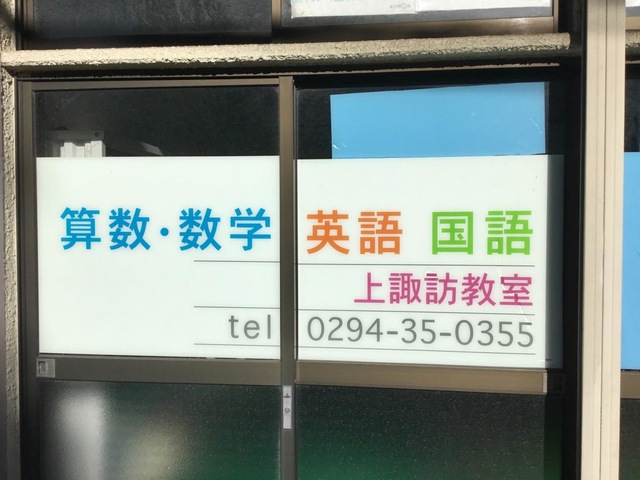 算数・数学 英語 国語
上諏訪教室
tel 0294-35-0355